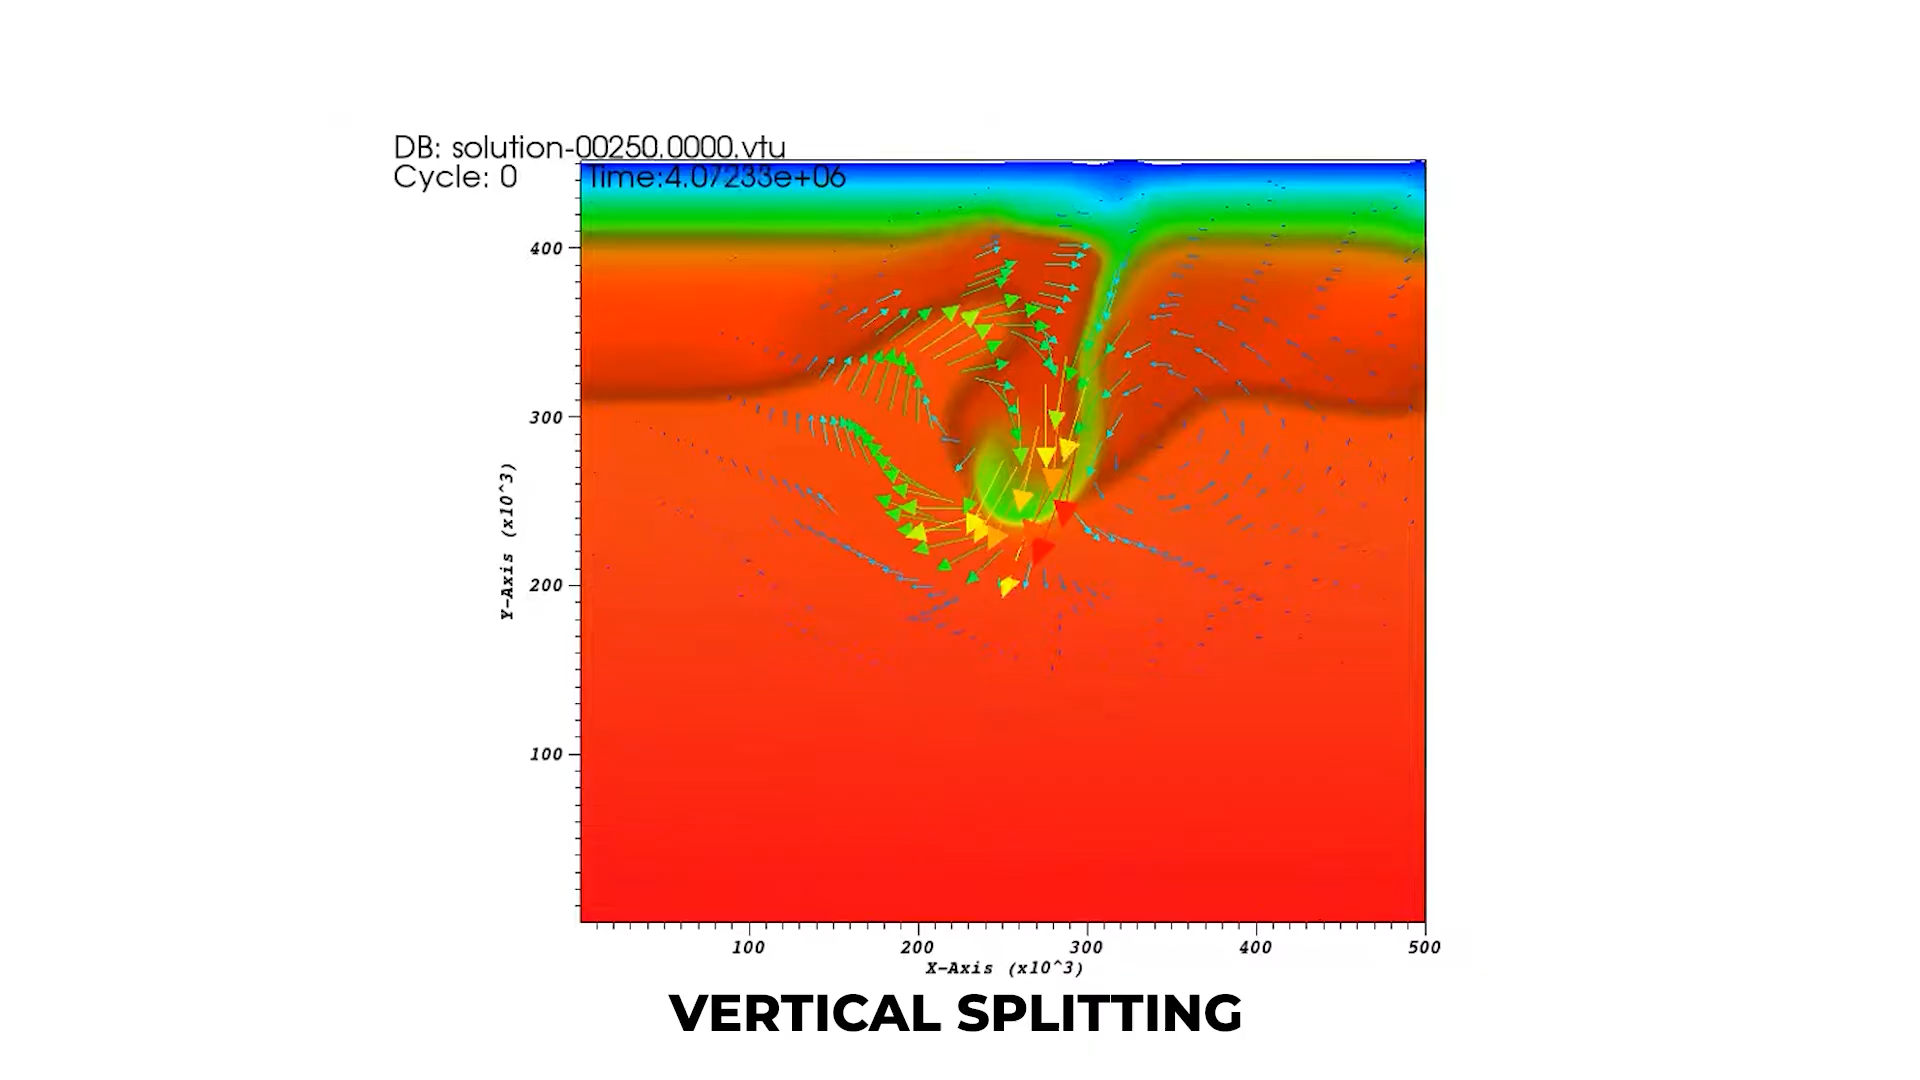 DB: solution-00250.0000.vtu
Cycle: 0 Time:4.07233e+06
400
300
200
100
Y-Axis (x10^3)
100 200 300 400 500
X-Axis (x10^3)
VERTICAL SPLITTING